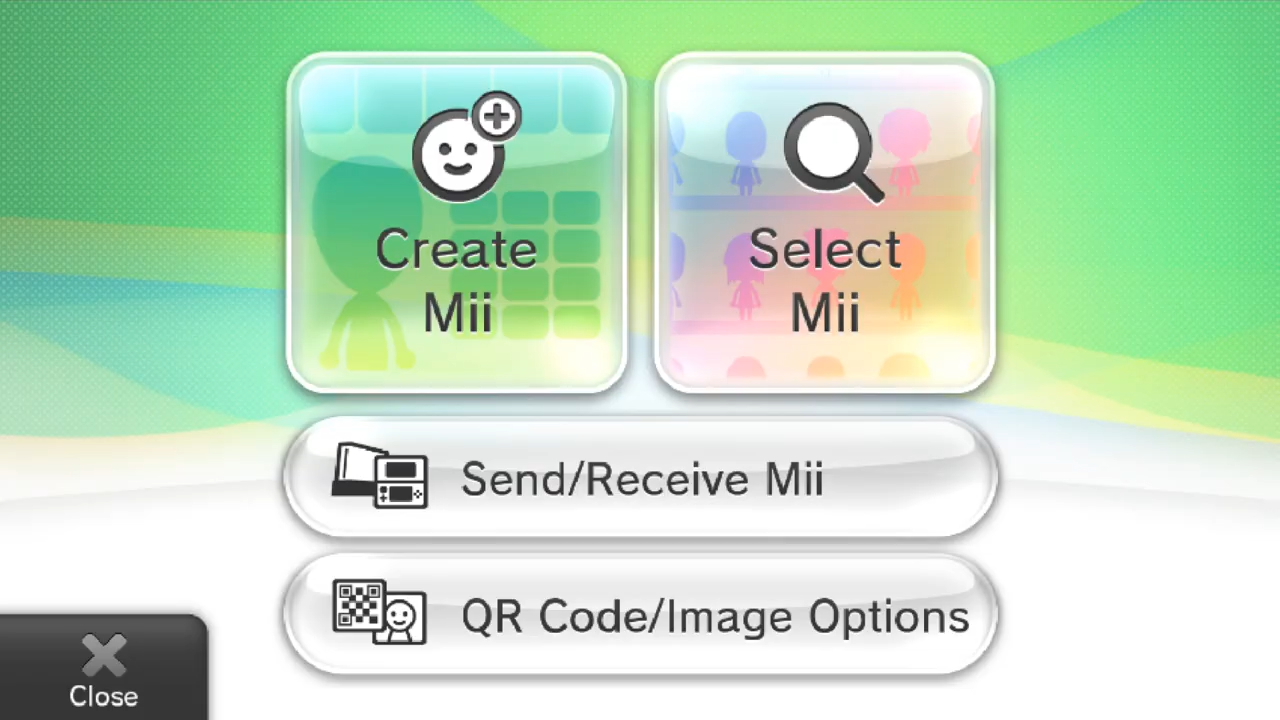 Create
Mii
Select
Mii
Send/Receive Mii
QR Code/Image Options
Close